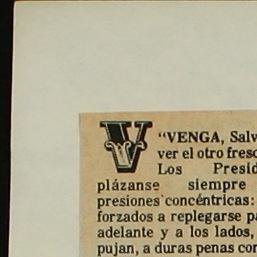 V "VENGA, Salv
ver el otro fresc
Los Presid
plázanse siempre
presiones concéntricas:
forzados a replegarse pa
adelante y a los lados,
pujan, a duras penas con